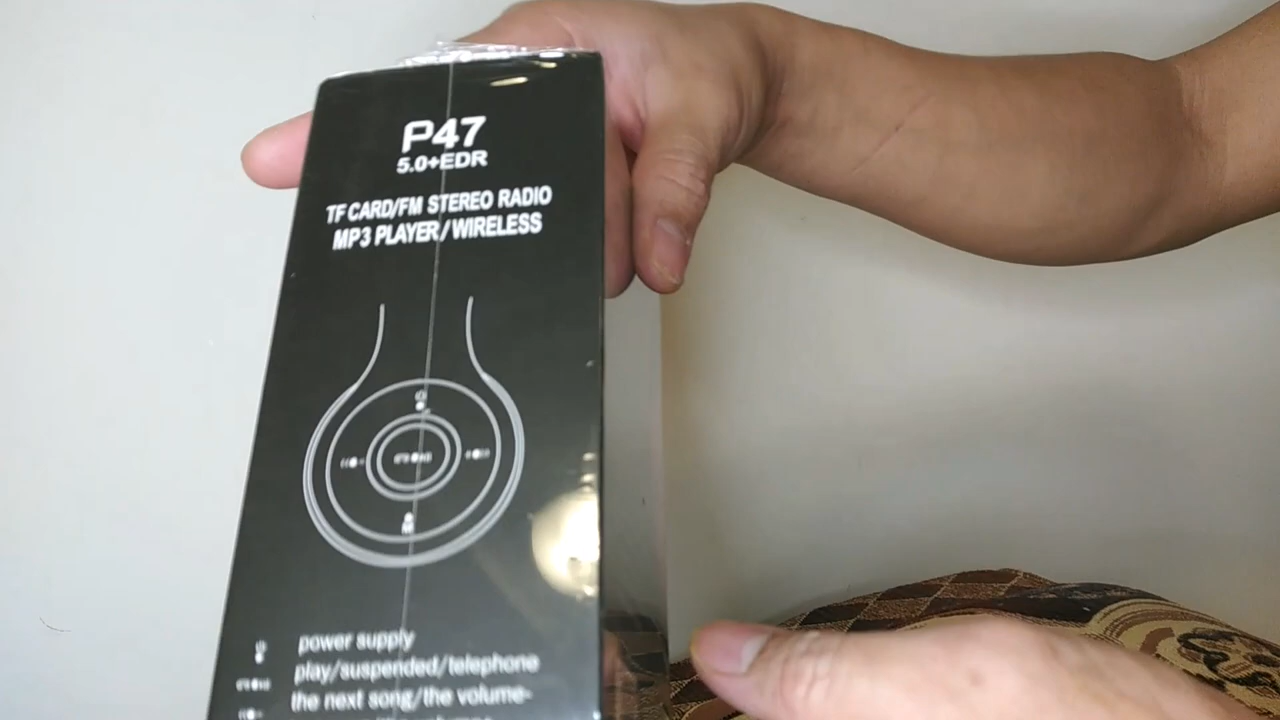 P47
5.0+EDR
TF CARD/FM STEREO RADIO
MP3 PLAYER/WIRELESS
power supply
play/suspended/telephone
the next song/the volume-